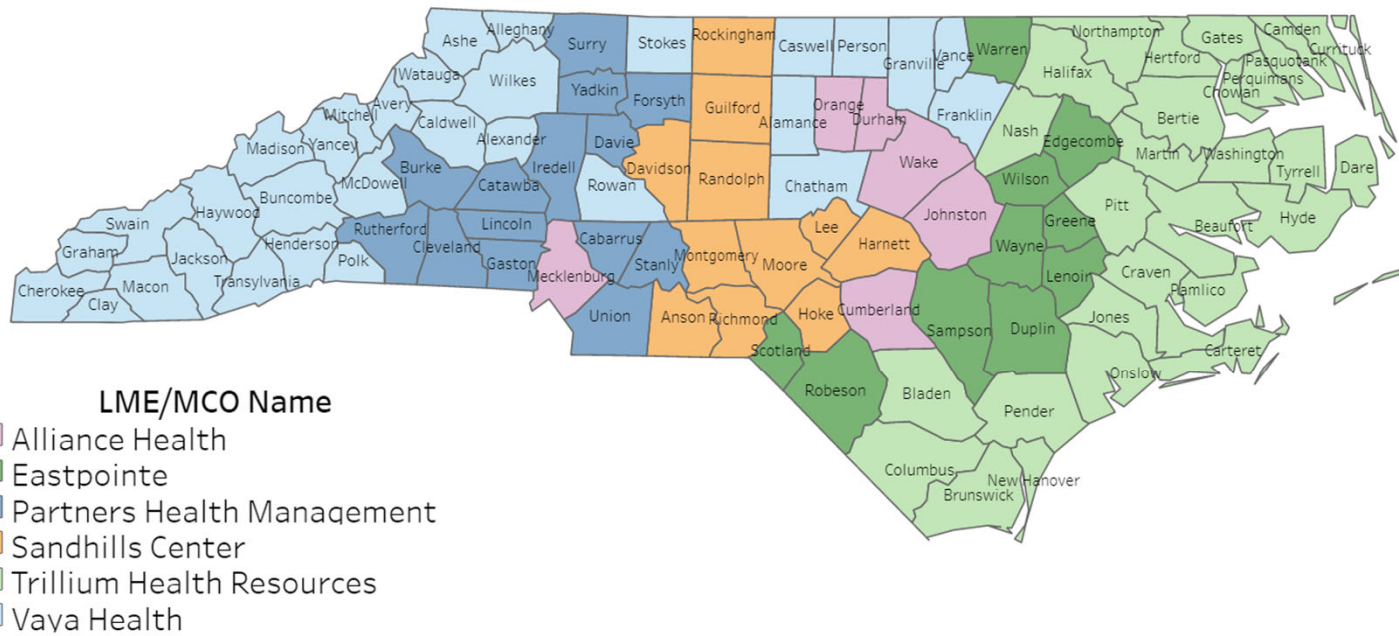 Ashe
Alleghany
Surry
Stokes
Rockingham
Caswell
Person
Granville
Vance
Warren
Northampton
Gates
Camden
Currituck
Pasquotank
Perquimans
Chowan
Hertford
Halifax
Watauga
Wilkes
Yadkin
Forsyth
Guilford
Alamance
Orange
Durham
Franklin
Nash
Edgecombe
Bertie
Martin
Washington
Tyrrell
Dare
Mitchell
Avery
Caldwell
Alexander
Davie
Iredell
Davidson
Randolph
Chatham
Wake
Wilson
Madison
Yancey
McDowell
Burke
Catawba
Rowan
Johnston
Greene
Pitt
Beaufort
Hyde
Buncombe
Haywood
Swain
Graham
Cherokee
Clay
Macon
Jackson
Transylvania
Henderson
Polk
Rutherford
Cleveland
Lincoln
Gaston
Mecklenburg
Cabarrus
Stanly
Union
Montgomery
Moore
Lee
Harnett
Anson
Richmond
Hoke
Cumberland
Scotland
Robeson
Sampson
Wayne
Lenoir
Duplin
Craven
Pamlico
Jones
Carteret
Onslow
Bladen
Pender
Columbus
Brunswick
New Hanover
LME/MCO Name
Alliance Health
Eastpointe
Partners Health Management
Sandhills Center
Trillium Health Resources
Vaya Health